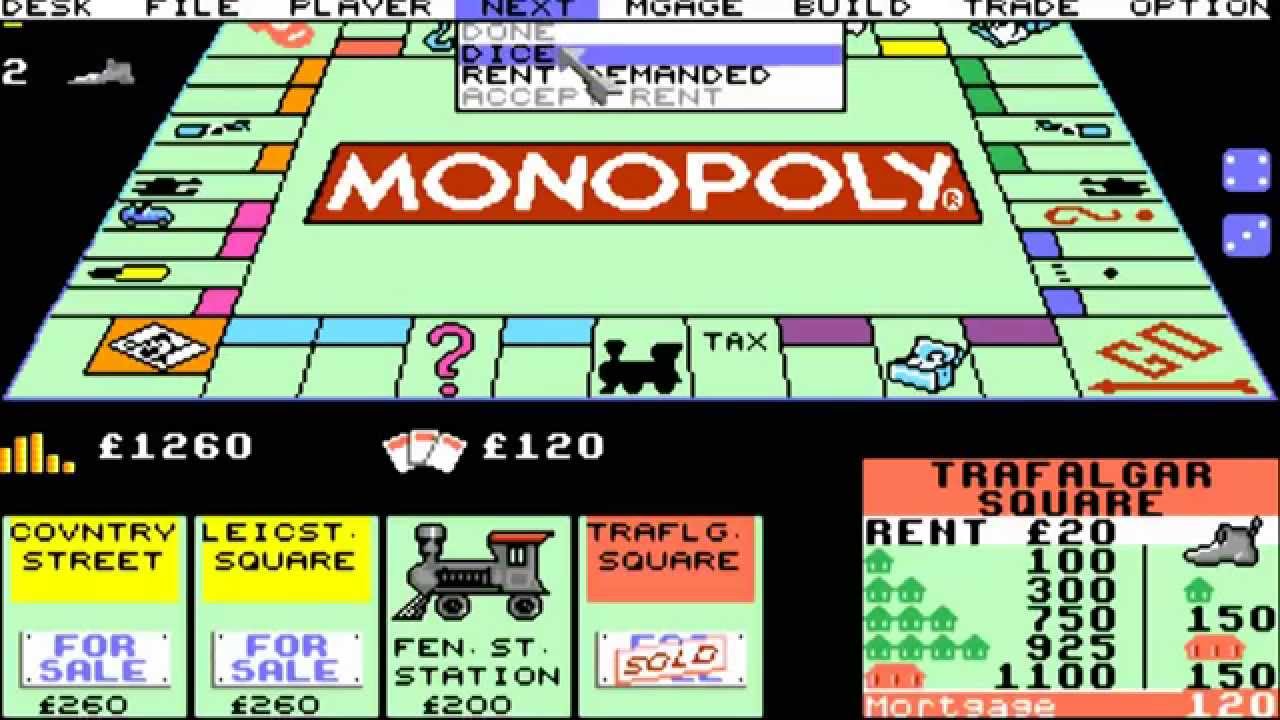 DESK FILE PLAYER NEXT MGAGE BUILD TRADE OPTION
DONE
DICE
RENT DEMANDED
ACCEPT RENT
2
MONOPOLY®
?
TAX
GO
£1260
£120
COVNTRY
STREET
FOR
SALE
£260
LEICST.
SQUARE
FOR
SALE
£260
FEN. ST.
STATION
£200
TRAFLG.
SQUARE
SOLD
TRAFALGAR
SQUARE
RENT £20
100
300
750 150
925
1100 150
Mortgage 120